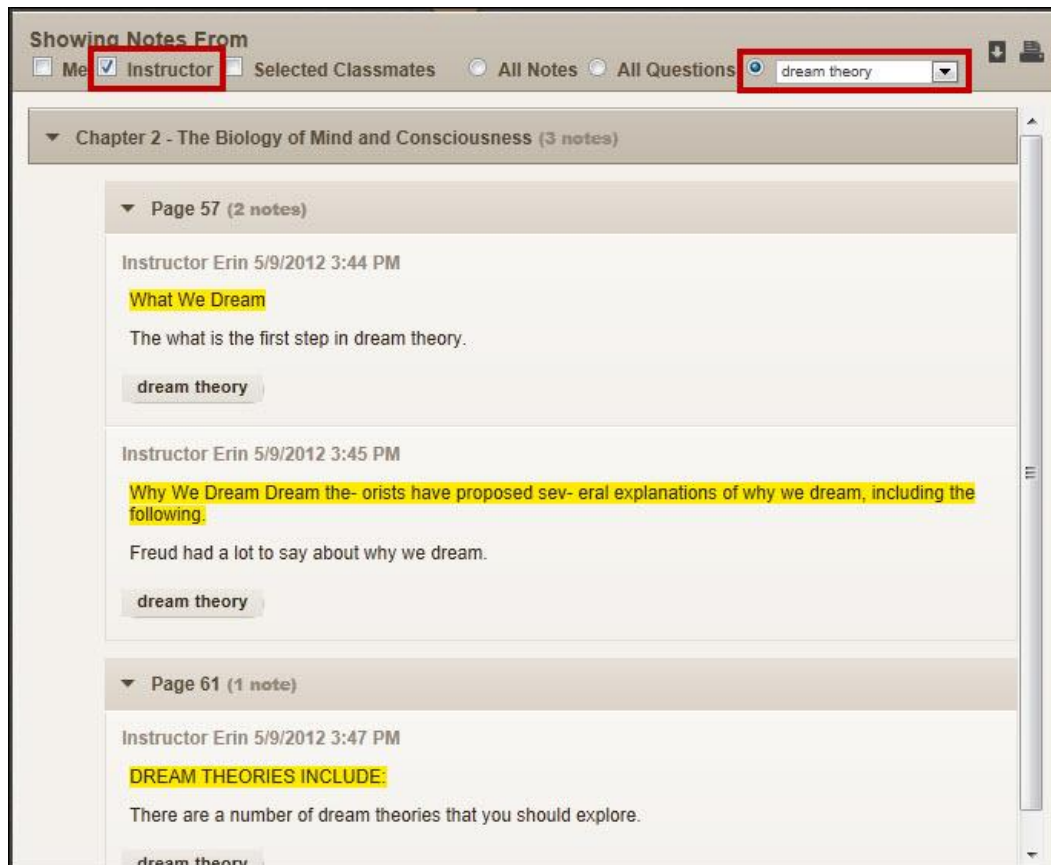 Showing Notes From
Me Instructor Selected Classmates All Notes All Questions dream theory
Chapter 2 - The Biology of Mind and Consciousness (3 notes)
Page 57 (2 notes)
Instructor Erin 5/9/2012 3:44 PM
What We Dream
The what is the first step in dream theory.
dream theory
Instructor Erin 5/9/2012 3:45 PM
Why We Dream Dream the- orists have proposed sev- eral explanations of why we dream, including the
following.
Freud had a lot to say about why we dream.
dream theory
Page 61 (1 note)
Instructor Erin 5/9/2012 3:47 PM
DREAM THEORIES INCLUDE:
There are a number of dream theories that you should explore.
dream theory